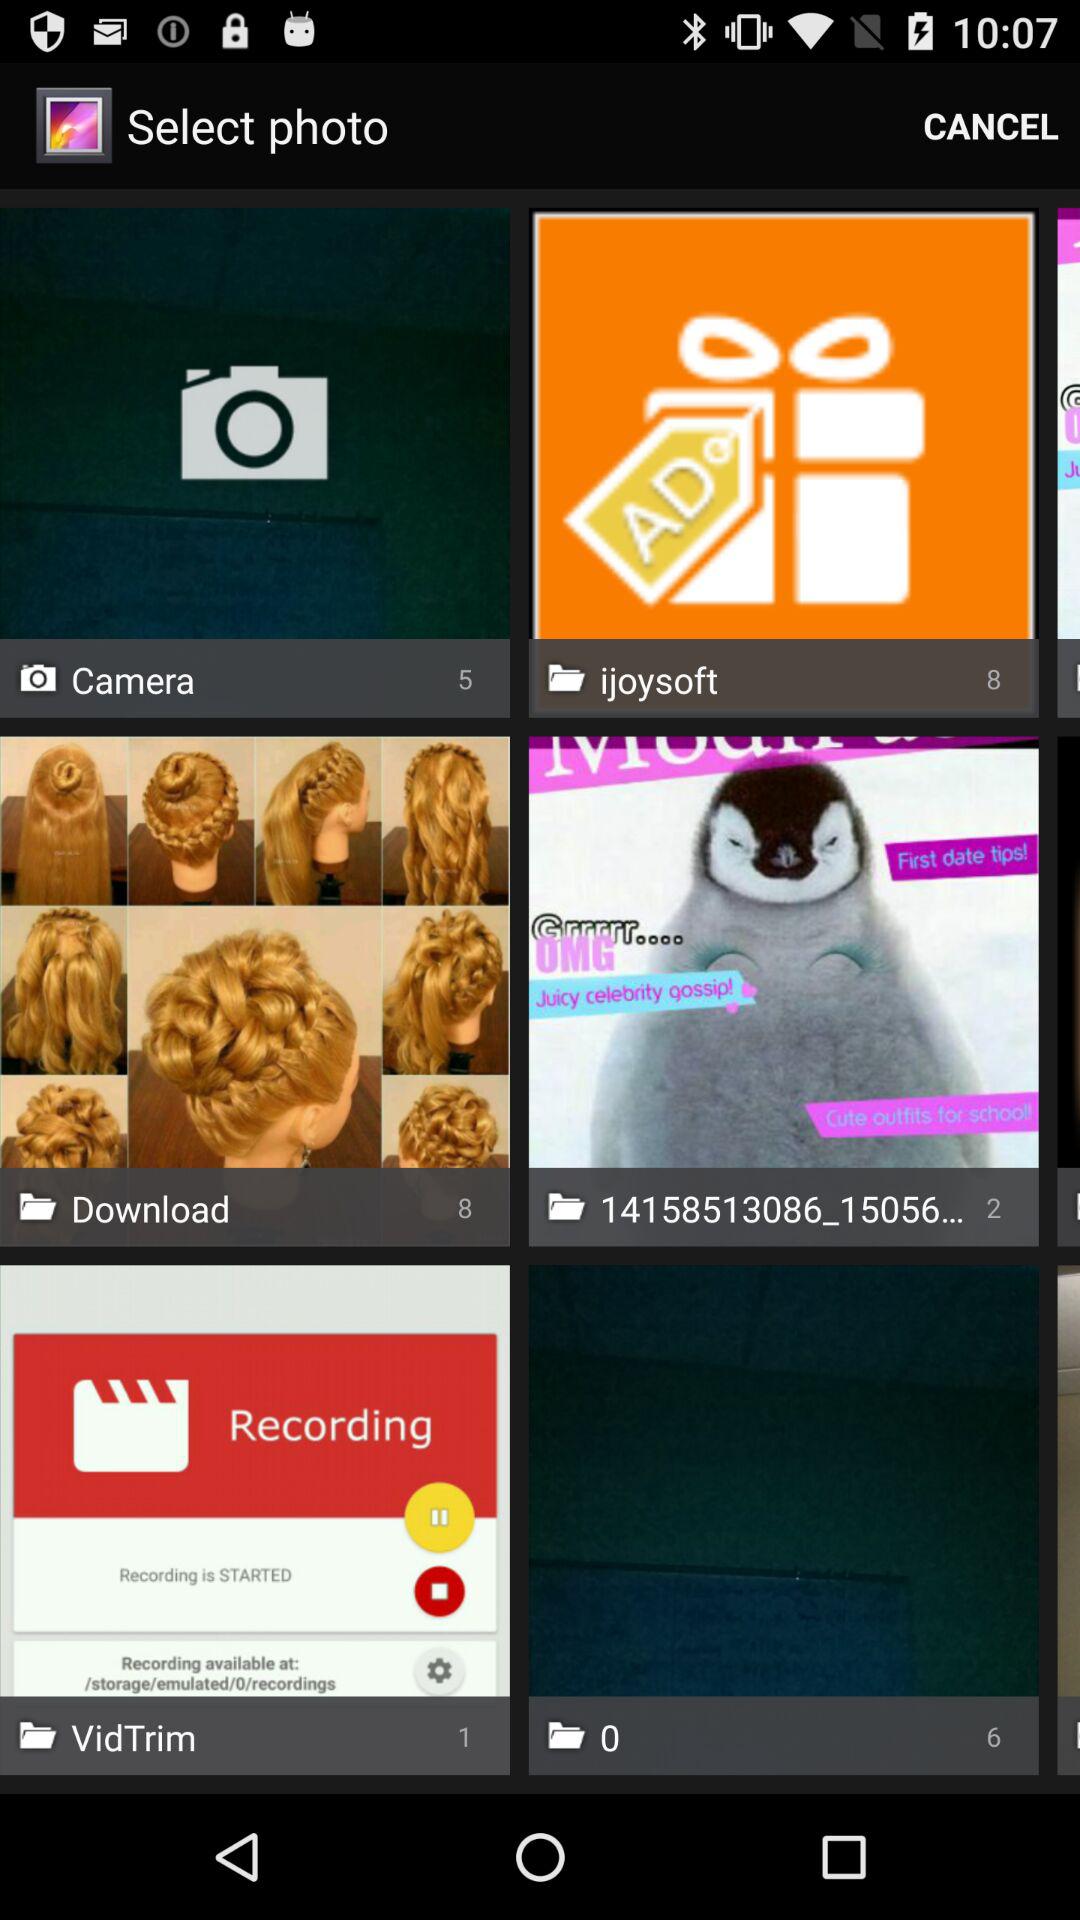 10:07
Select photo
CANCEL
AD
Camera 5
ijoysoft 8
First date tips!
Grrrrr....
OMG
Juicy celebrity gossip!
Cute outfits for school!
Download 8
14158513086_15056... 2
Recording
Recording is STARTED
Recording available at:
/storage/emulated/0/recordings
VidTrim 1
0 6